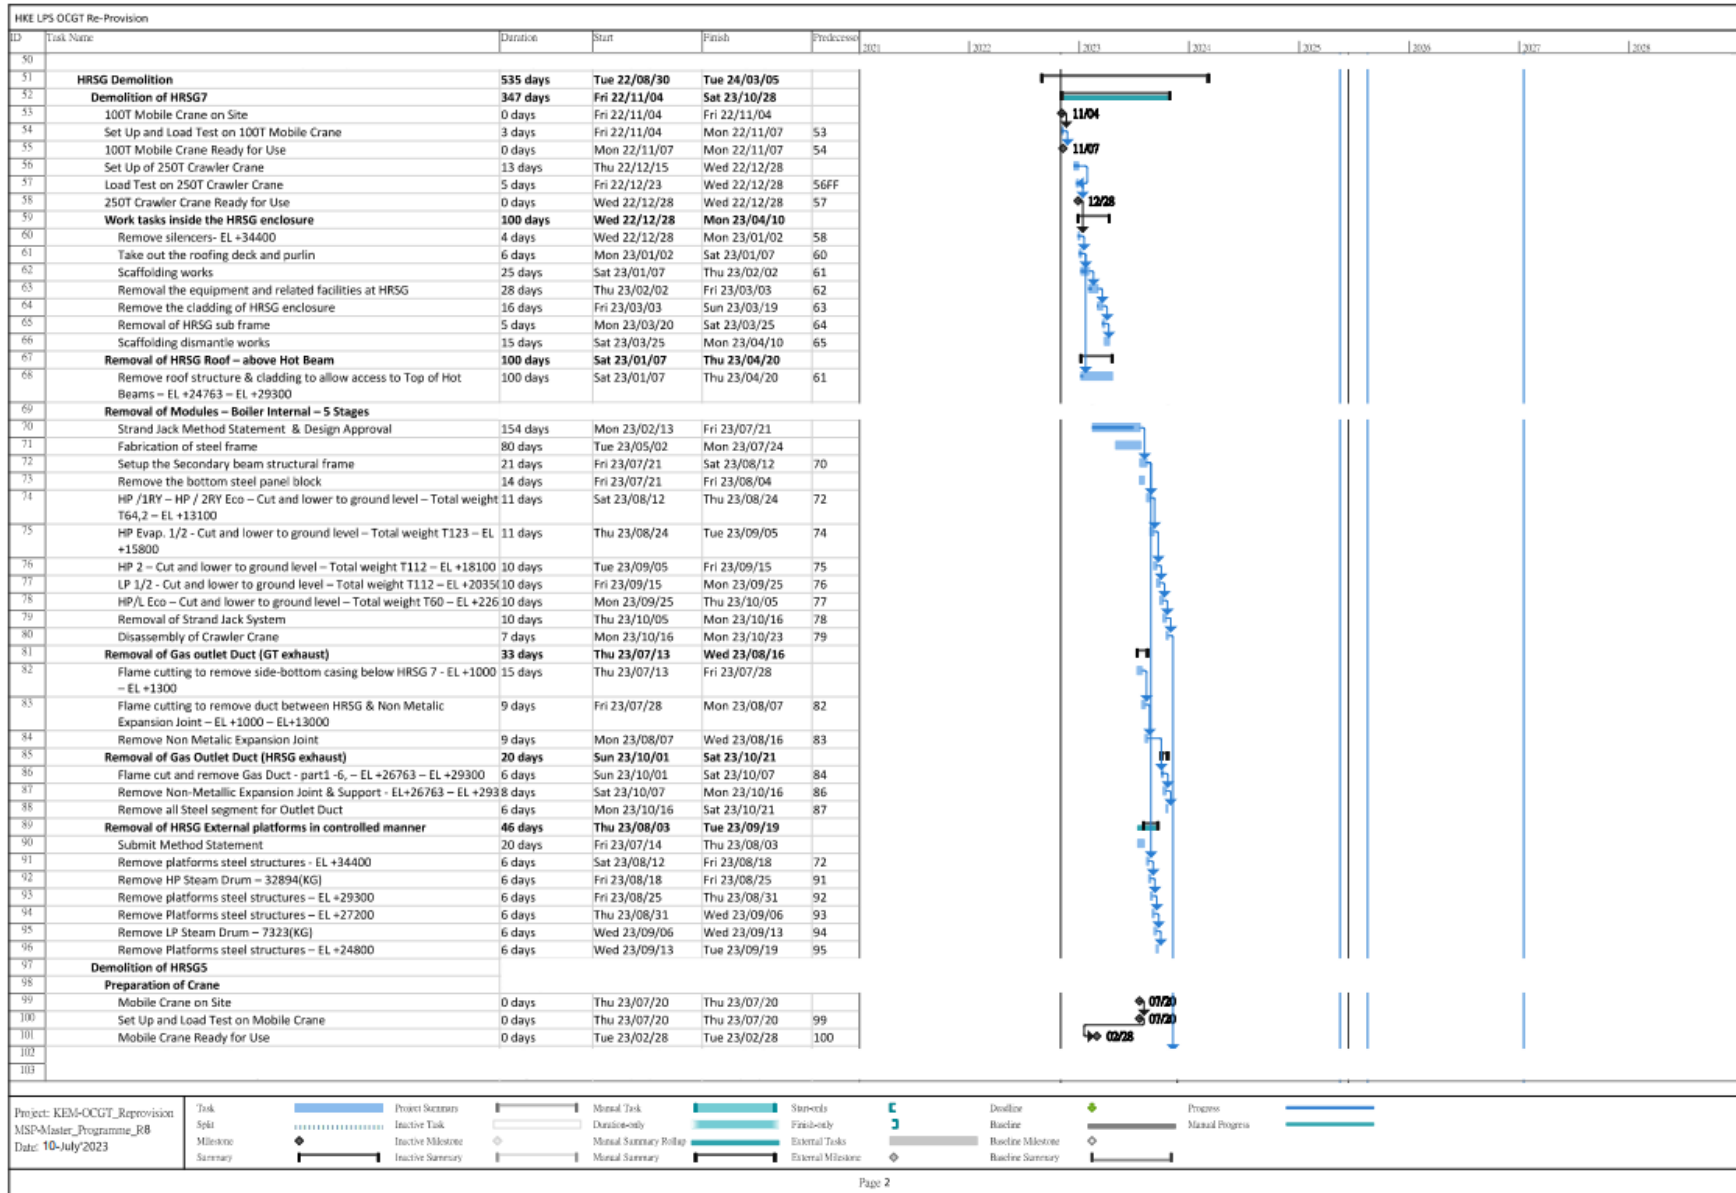 HKE LPS OCGT Re-Provision
ID Task Name Duration Start Finish Predecesso 2021 2022 2023 2024 2025 2026 2027 2028
50
51 HRSG Demolition 535 days Tue 22/08/30 Tue 24/03/05
52 Demolition of HRSG7 347 days Fri 22/11/04 Sat 23/10/28
53 100T Mobile Crane on Site 0 days Fri 22/11/04 Fri 22/11/04 11/04
54 Set Up and Load Test on 100T Mobile Crane 3 days Fri 22/11/04 Mon 22/11/07 53
55 100T Mobile Crane Ready for Use 0 days Mon 22/11/07 Mon 22/11/07 54 11/07
56 Set Up of 250T Crawler Crane 13 days Thu 22/12/15 Wed 22/12/28
57 Load Test on 250T Crawler Crane 5 days Fri 22/12/23 Wed 22/12/28 56FF
58 250T Crawler Crane Ready for Use 0 days Wed 22/12/28 Wed 22/12/28 57 12/28
59 Work tasks inside the HRSG enclosure 100 days Wed 22/12/28 Mon 23/04/10
60 Remove silencers- EL +34400 4 days Wed 22/12/28 Mon 23/01/02 58
61 Take out the roofing deck and purlin 6 days Mon 23/01/02 Sat 23/01/07 60
62 Scaffolding works 25 days Sat 23/01/07 Thu 23/02/02 61
63 Removal the equipment and related facilities at HRSG 28 days Thu 23/02/02 Fri 23/03/03 62
64 Remove the cladding of HRSG enclosure 16 days Fri 23/03/03 Sun 23/03/19 63
65 Removal of HRSG sub frame 5 days Mon 23/03/20 Sat 23/03/25 64
66 Scaffolding dismantle works 15 days Sat 23/03/25 Mon 23/04/10 65
67 Removal of HRSG Roof – above Hot Beam 100 days Sat 23/01/07 Thu 23/04/20
68 Remove roof structure & cladding to allow access to Top of Hot 100 days Sat 23/01/07 Thu 23/04/20 61
Beams – EL +24763 – EL +29300
69 Removal of Modules – Boiler Internal – 5 Stages
70 Strand Jack Method Statement & Design Approval 154 days Mon 23/02/13 Fri 23/07/21
71 Fabrication of steel frame 80 days Tue 23/05/02 Mon 23/07/24
72 Setup the Secondary beam structural frame 21 days Fri 23/07/21 Sat 23/08/12 70
73 Remove the bottom steel panel block 14 days Fri 23/07/21 Fri 23/08/04
74 HP /1RY – HP / 2RY Eco – Cut and lower to ground level – Total weight 11 days Sat 23/08/12 Thu 23/08/24 72
T64,2 – EL +13100
75 HP Evap. 1/2 - Cut and lower to ground level – Total weight T123 – EL 11 days Thu 23/08/24 Tue 23/09/05 74
+15800
76 HP 2 – Cut and lower to ground level – Total weight T112 – EL +18100 10 days Tue 23/09/05 Fri 23/09/15 75
77 LP 1/2 - Cut and lower to ground level – Total weight T112 – EL +2035 10 days Fri 23/09/15 Mon 23/09/25 76
78 HP/L Eco – Cut and lower to ground level – Total weight T60 – EL +226 10 days Mon 23/09/25 Thu 23/10/05 77
79 Removal of Strand Jack System 10 days Thu 23/10/05 Mon 23/10/16 78
80 Disassembly of Crawler Crane 7 days Mon 23/10/16 Mon 23/10/23 79
81 Removal of Gas outlet Duct (GT exhaust) 33 days Thu 23/07/13 Wed 23/08/16
82 Flame cutting to remove side-bottom casing below HRSG 7 - EL +1000 15 days Thu 23/07/13 Fri 23/07/28
– EL +1300
83 Flame cutting to remove duct between HRSG & Non Metalic 9 days Fri 23/07/28 Mon 23/08/07 82
Expansion Joint – EL +1000 – EL+13000
84 Remove Non Metalic Expansion Joint 9 days Mon 23/08/07 Wed 23/08/16 83
85 Removal of Gas Outlet Duct (HRSG exhaust) 20 days Sun 23/10/01 Sat 23/10/21
86 Flame cut and remove Gas Duct - part1 -6, – EL +26763 – EL +29300 6 days Sun 23/10/01 Sat 23/10/07 84
87 Remove Non-Metallic Expansion Joint & Support - EL+26763 – EL +293 8 days Sat 23/10/07 Mon 23/10/16 86
88 Remove all Steel segment for Outlet Duct 6 days Mon 23/10/16 Sat 23/10/21 87
89 Removal of HRSG External platforms in controlled manner 46 days Thu 23/08/03 Tue 23/09/19
90 Submit Method Statement 20 days Fri 23/07/14 Thu 23/08/03
91 Remove platforms steel structures - EL +34400 6 days Sat 23/08/12 Fri 23/08/18 72
92 Remove HP Steam Drum – 32894(KG) 6 days Fri 23/08/18 Fri 23/08/25 91
93 Remove platforms steel structures – EL +29300 6 days Fri 23/08/25 Thu 23/08/31 92
94 Remove Platforms steel structures – EL +27200 6 days Thu 23/08/31 Wed 23/09/06 93
95 Remove LP Steam Drum – 7323(KG) 6 days Wed 23/09/06 Wed 23/09/13 94
96 Remove Platforms steel structures – EL +24800 6 days Wed 23/09/13 Tue 23/09/19 95
97 Demolition of HRSG5
98 Preparation of Crane
99 Mobile Crane on Site 0 days Thu 23/07/20 Thu 23/07/20 07/20
100 Set Up and Load Test on Mobile Crane 0 days Thu 23/07/20 Thu 23/07/20 99 07/20
101 Mobile Crane Ready for Use 0 days Tue 23/02/28 Tue 23/02/28 100 02/28
102
103
Project: KEM-OCGT_Reprovision
MSP-Master_Programme_R8
Date: 10-July'2023
Task Project Summary Manual Task Start-only Deadline Progress
Split Inactive Task Duration-only Finish-only Baseline Manual Progress
Milestone Inactive Milestone Manual Summary Rollup External Tasks Baseline Milestone
Summary Inactive Summary Manual Summary External Milestone Baseline Summary
Page 2